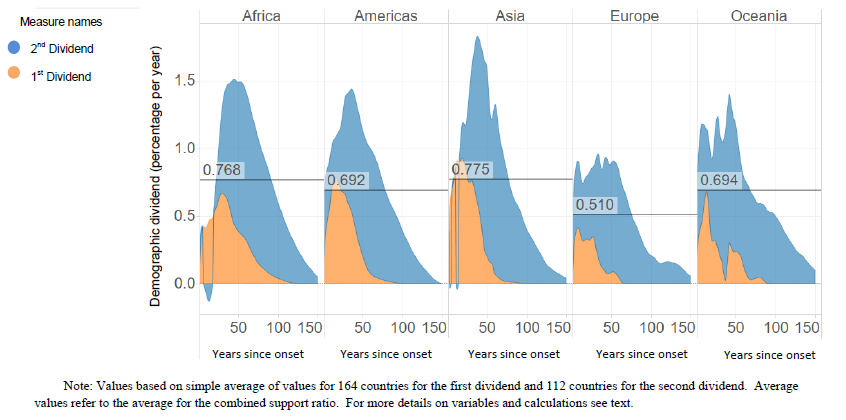 Measure names
2nd Dividend
1st Dividend
Demographic dividend (percentage per year)
Africa Americas Asia Europe Oceania
1.5
1.0
0.5
0.0
0.768 0.692 0.775 0.510 0.694
50 100 150 50 100 150 50 100 150 50 100 150 50 100 150
Years since onset Years since onset Years since onset Years since onset Years since onset
Note: Values based on simple average of values for 164 countries for the first dividend and 112 countries for the second dividend. Average
values refer to the average for the combined support ratio. For more details on variables and calculations see text.